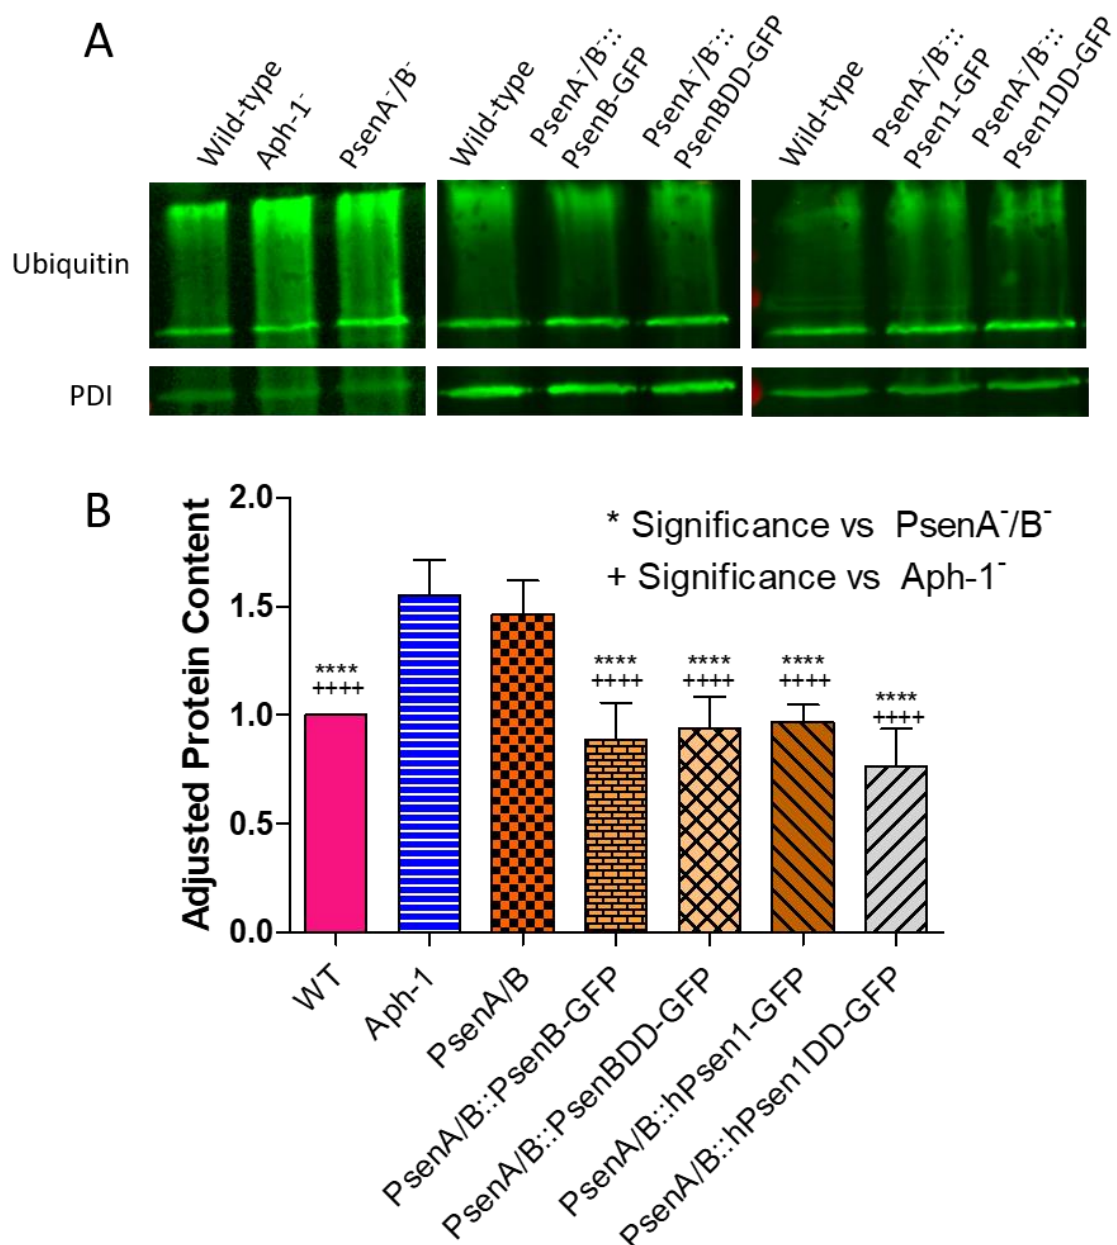 A
Wild-type
Aph-1⁻
PsenA⁻/B⁻
Wild-type
PsenA⁻/B⁻::
PsenB-GFP
PsenA⁻/B⁻::
PsenBDD-GFP
Wild-type
PsenA⁻/B⁻::
Psen1-GFP
PsenA⁻/B⁻::
Psen1DD-GFP
Ubiquitin
PDI
B
Adjusted Protein Content
2.0
1.5
1.0
0.5
0.0
* Significance vs PsenA⁻/B⁻
+ Significance vs Aph-1⁻
****
++++
****
++++
****
++++
****
++++
****
++++
WT
Aph-1
PsenA/B
PsenA/B::PsenB-GFP
PsenA/B::PsenBDD-GFP
PsenA/B::hPsen1-GFP
PsenA/B::hPsen1DD-GFP